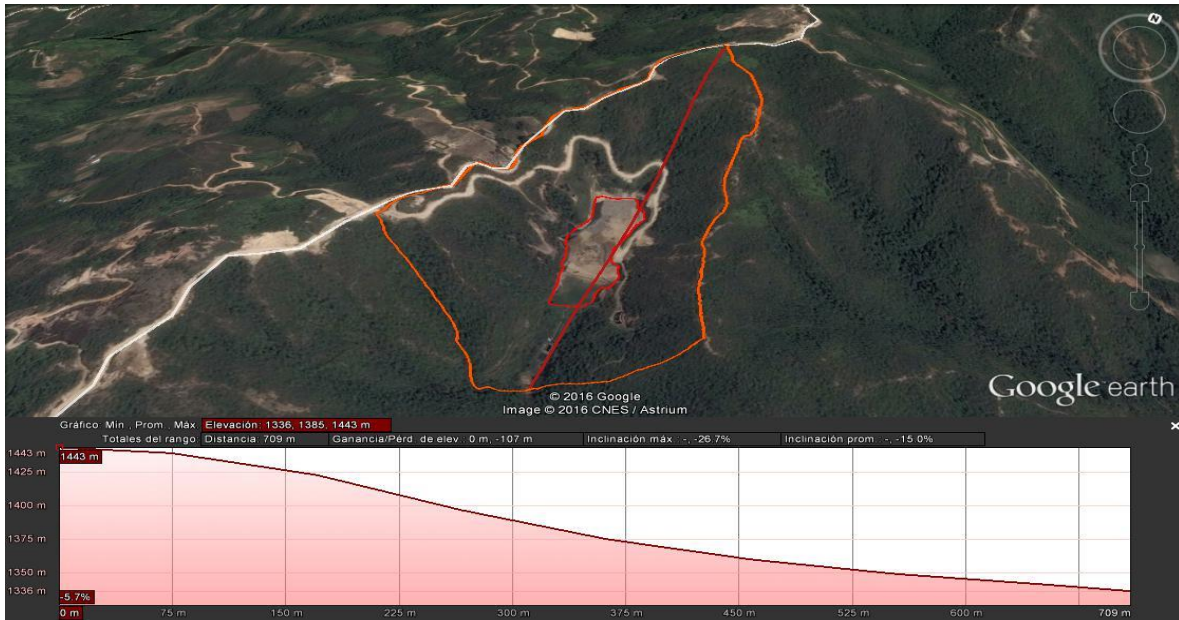 N
Google earth
© 2016 Google
Image © 2016 CNES / Astrium
Gráfico: Mín., Prom., Máx. Elevación: 1336, 1385, 1443 m
Totales del rango: Distancia: 709 m Ganancia/Pérd. de elev.: 0 m, -107 m Inclinación máx.: -, -26.7% Inclinación prom.: -, -15.0%
1443 m 1443 m
1425 m
1400 m
1375 m
1350 m
1336 m
-5.7%
0 m 75 m 150 m 225 m 300 m 375 m 450 m 525 m 600 m 709 m